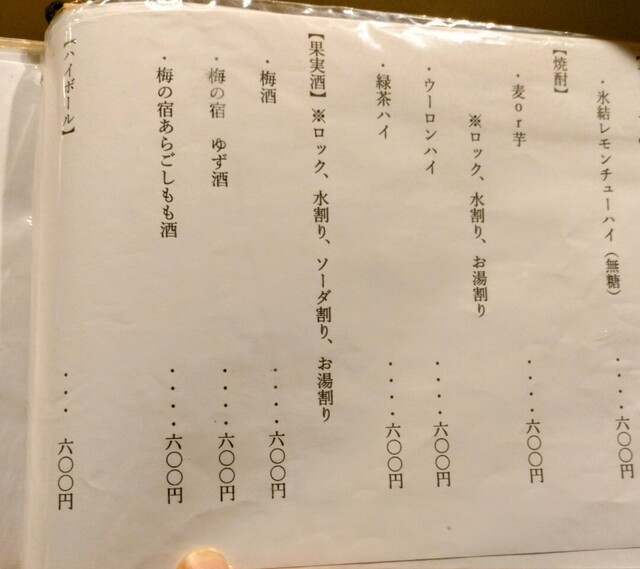 ・氷結レモンチューハイ（無糖）・・・・六〇〇円
【焼酎】
・麦or芋・・・・六〇〇円
※ロック、水割り、お湯割り
・ウーロンハイ・・・・六〇〇円
・緑茶ハイ・・・・六〇〇円
【果実酒】※ロック、水割り、ソーダ割り、お湯割り
・梅酒・・・・六〇〇円
・梅の宿 ゆず酒・・・・六〇〇円
・梅の宿あらごしもも酒・・・・六〇〇円
【ハイボール】・・・六〇〇円